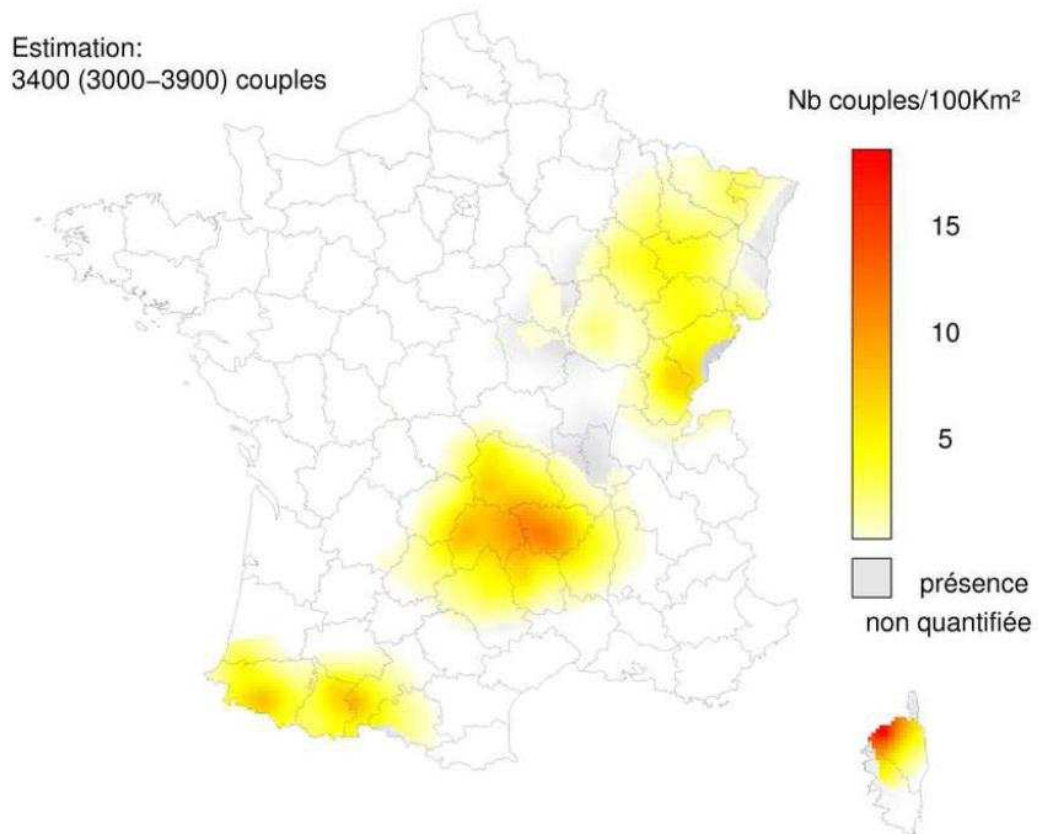 Estimation:
3400 (3000−3900) couples
Nb couples/100Km²
15
10
5
présence
non quantifiée